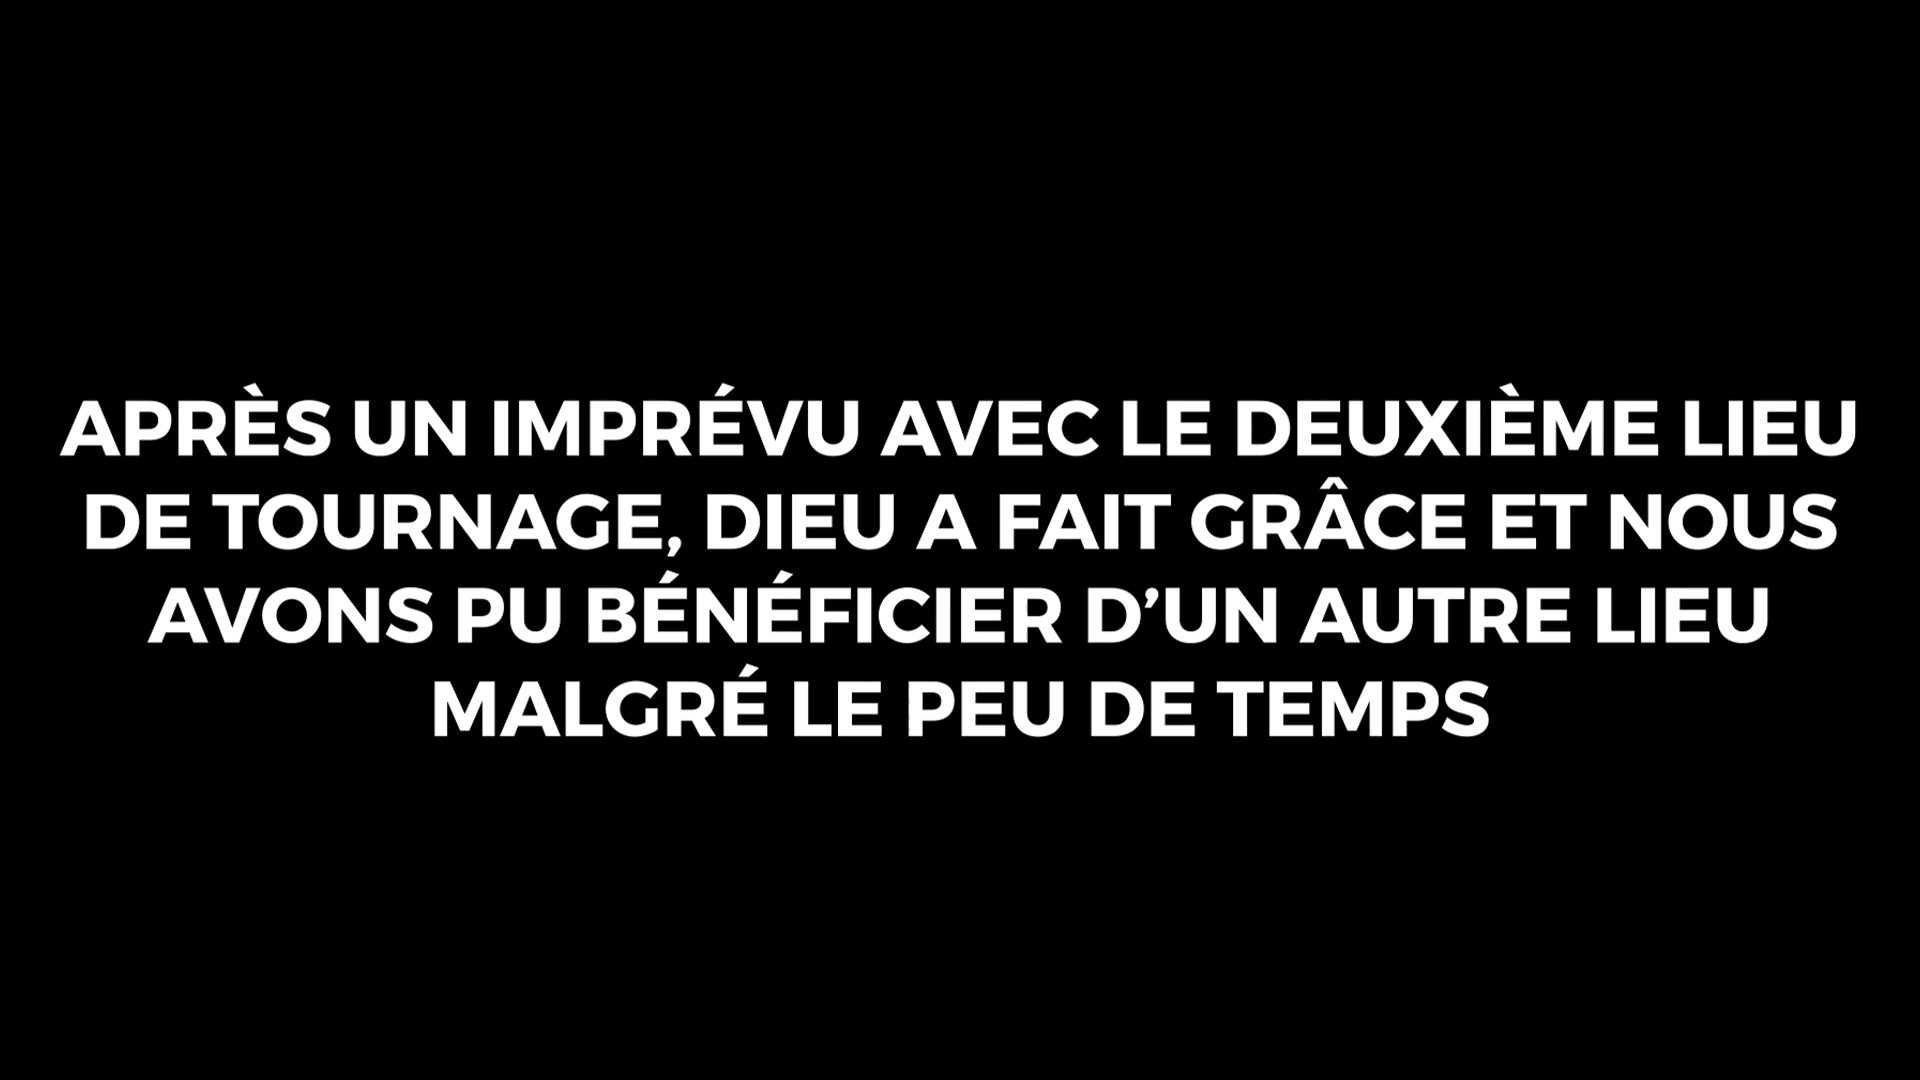 APRÈS UN IMPRÉVU AVEC LE DEUXIÈME LIEU
DE TOURNAGE, DIEU A FAIT GRÂCE ET NOUS
AVONS PU BÉNÉFICIER D’UN AUTRE LIEU
MALGRÉ LE PEU DE TEMPS